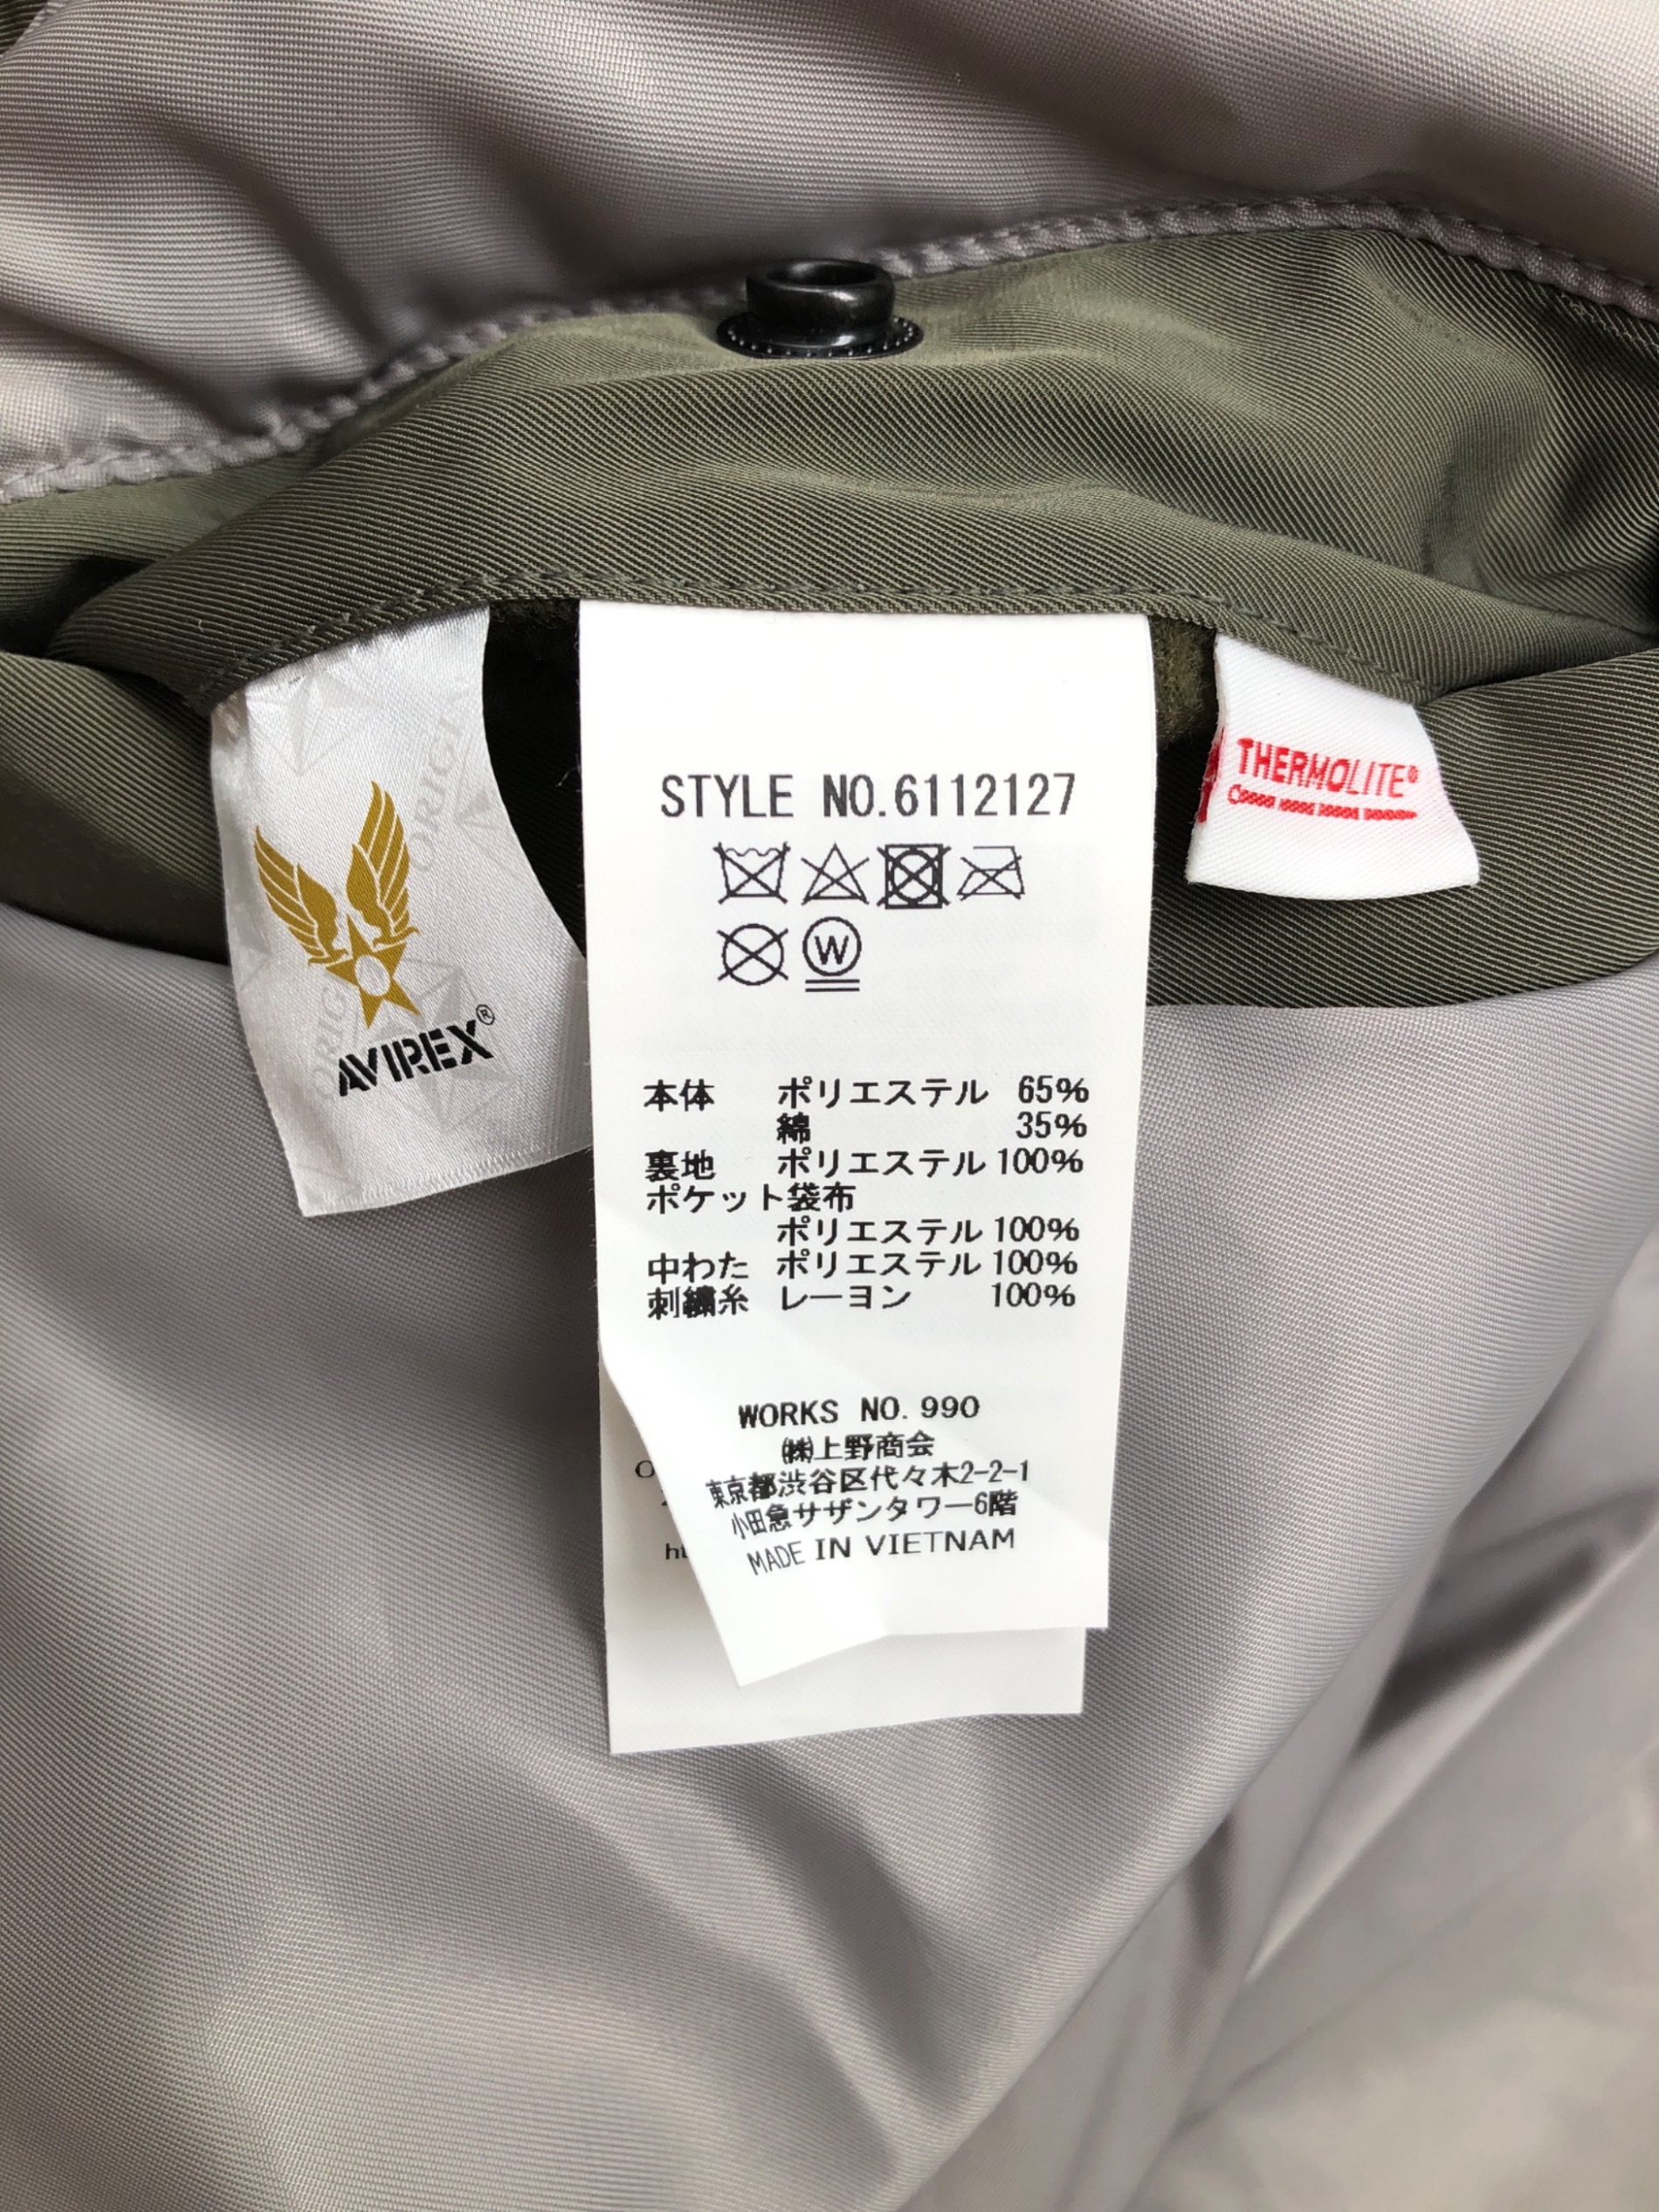 AVIREX®
ORIGI
ORIGI
STYLE NO.6112127
W
本体 ポリエステル 65%
綿 35%
裏地 ポリエステル 100%
ポケット袋布
ポリエステル 100%
中わた ポリエステル 100%
刺繍糸 レーヨン 100%
WORKS NO. 990
㈱上野商会
東京都渋谷区代々木2-2-1
小田急サザンタワー6階
MADE IN VIETNAM
THERMOLITE®